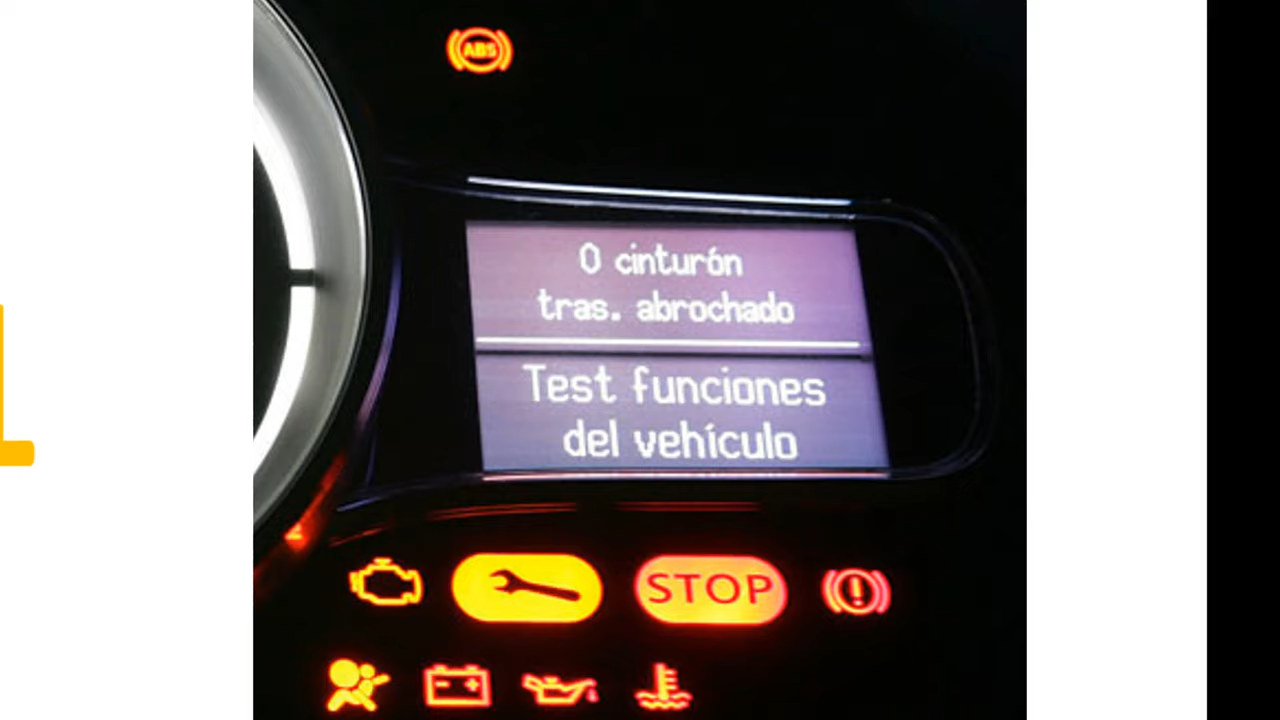 ABS
0 cinturón
tras. abrochado
Test funciones
del vehículo
STOP